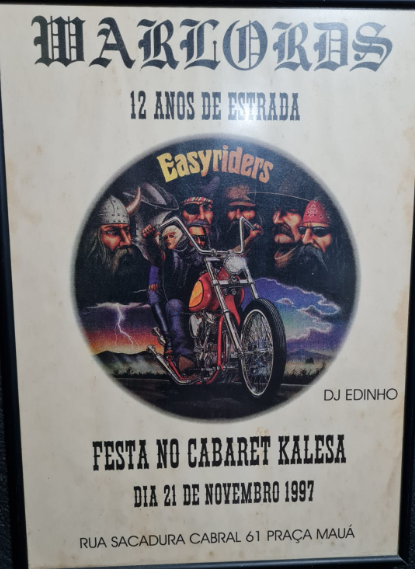 WARLORDS
12 ANOS DE ESTRADA
Easyriders
DJ EDINHO
FESTA NO CABARET KALESA
DIA 21 DE NOVEMBRO 1997
RUA SACADURA CABRAL 61 PRAÇA MAUÁ